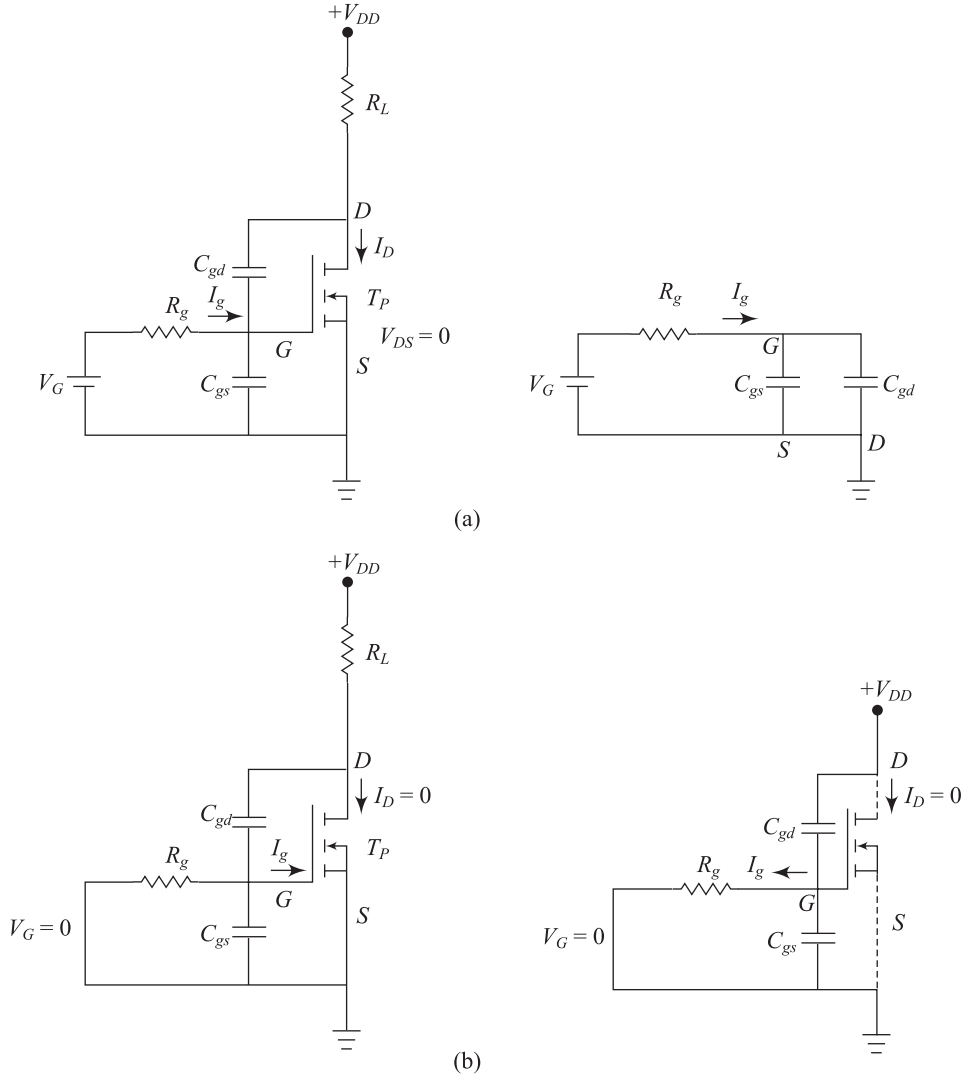 +V_DD
R_L
D
I_D
C_gd
R_g
I_g
T_P
G
V_DS = 0
S
V_G
C_gs
R_g
I_g
G
V_G
C_gs
C_gd
S
D
(a)
+V_DD
R_L
D
I_D = 0
C_gd
R_g
I_g
T_P
G
S
V_G = 0
C_gs
+V_DD
D
I_D = 0
C_gd
R_g
I_g
G
S
V_G = 0
C_gs
(b)